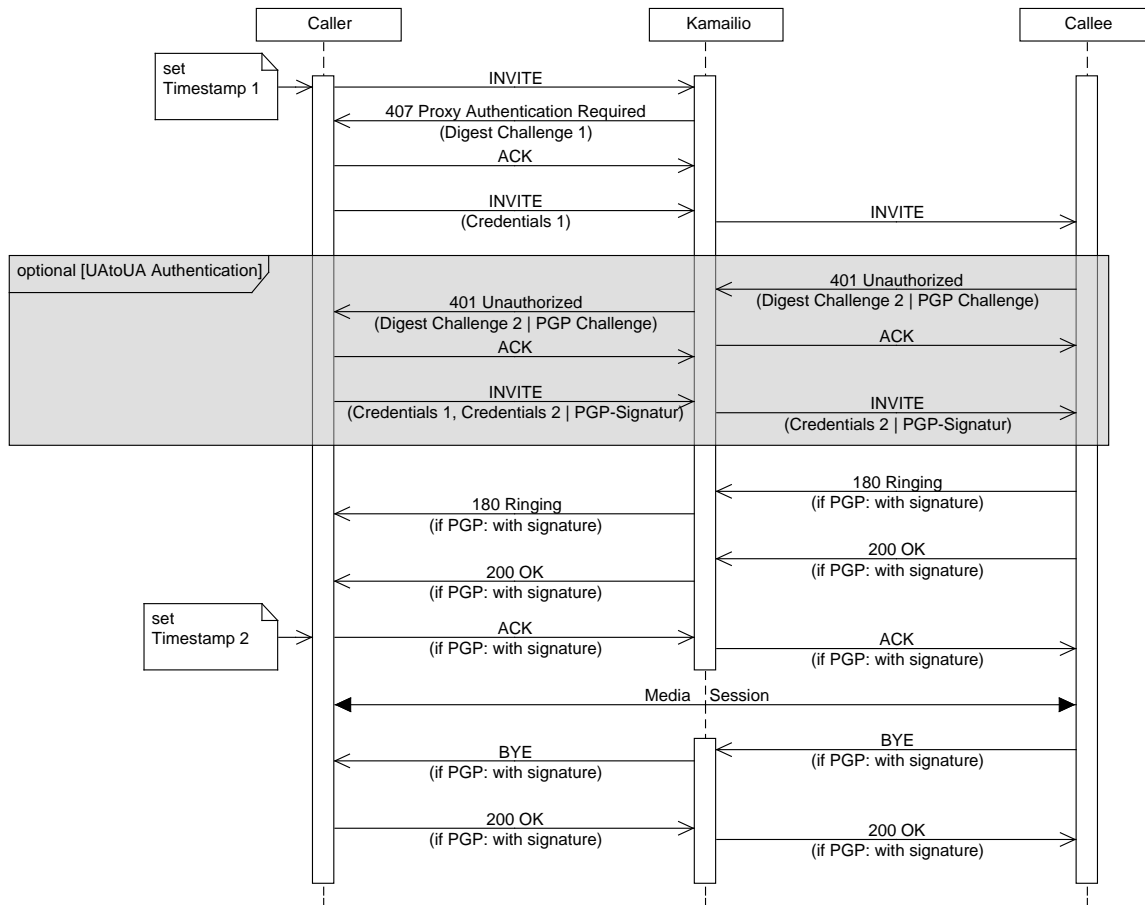 Caller
Kamailio
Callee
set
Timestamp 1
INVITE
407 Proxy Authentication Required
(Digest Challenge 1)
ACK
INVITE
(Credentials 1)
INVITE
optional [UAtoUA Authentication]
401 Unauthorized
(Digest Challenge 2 | PGP Challenge)
401 Unauthorized
(Digest Challenge 2 | PGP Challenge)
ACK
ACK
INVITE
(Credentials 1, Credentials 2 | PGP-Signatur)
INVITE
(Credentials 2 | PGP-Signatur)
180 Ringing
(if PGP: with signature)
180 Ringing
(if PGP: with signature)
200 OK
(if PGP: with signature)
200 OK
(if PGP: with signature)
set
Timestamp 2
ACK
(if PGP: with signature)
ACK
(if PGP: with signature)
Media Session
BYE
(if PGP: with signature)
BYE
(if PGP: with signature)
200 OK
(if PGP: with signature)
200 OK
(if PGP: with signature)